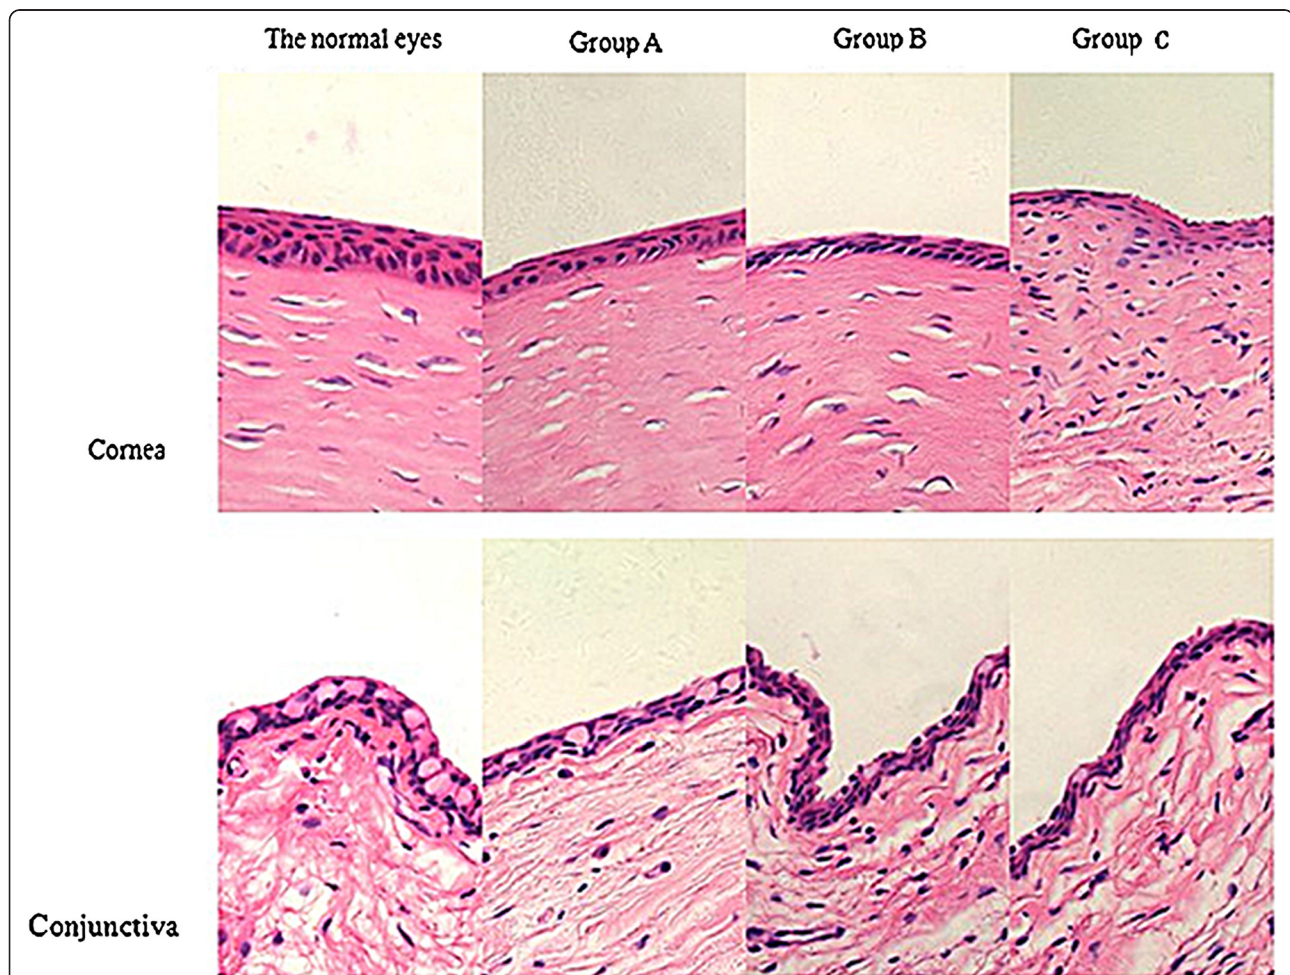 The normal eyes
Group A
Group B
Group C
Cornea
Conjunctiva